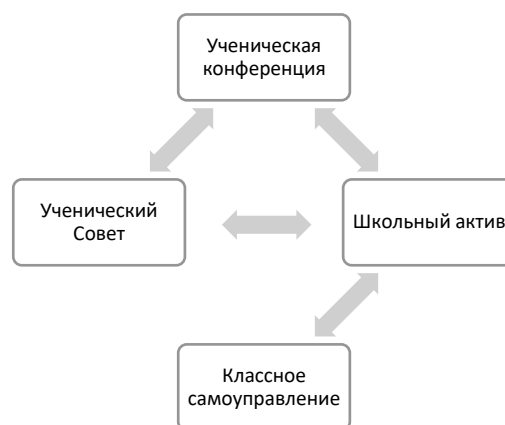 Ученическая
конференция
Ученический
Совет
Школьный актив
Классное
самоуправление